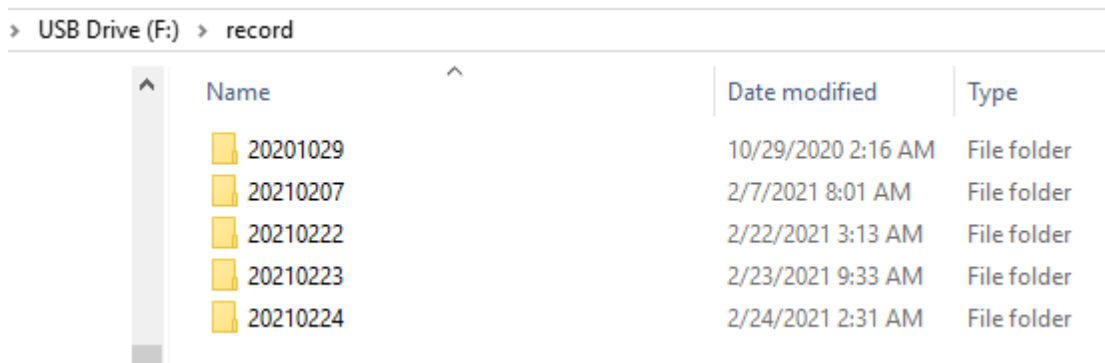 › USB Drive (F:) › record
Name Date modified Type
20201029 10/29/2020 2:16 AM File folder
20210207 2/7/2021 8:01 AM File folder
20210222 2/22/2021 3:13 AM File folder
20210223 2/23/2021 9:33 AM File folder
20210224 2/24/2021 2:31 AM File folder